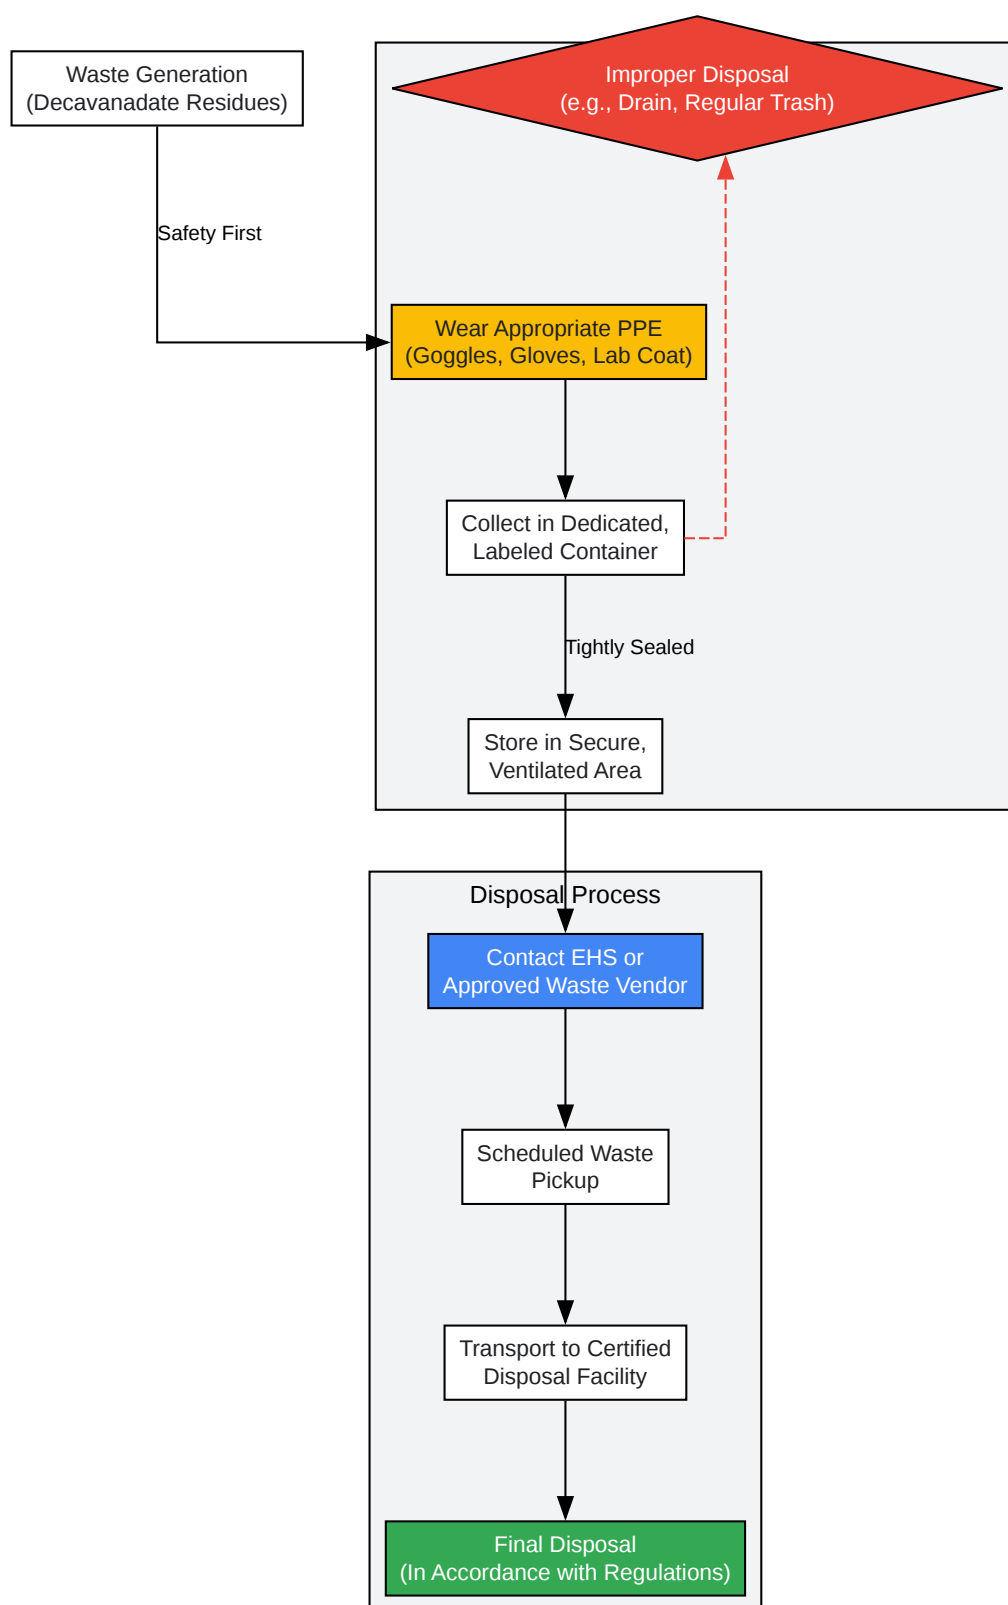 Waste Generation
(Decavanadate Residues)
Improper Disposal
(e.g., Drain, Regular Trash)
Safety First
Wear Appropriate PPE
(Goggles, Gloves, Lab Coat)
Collect in Dedicated,
Labeled Container
Tightly Sealed
Store in Secure,
Ventilated Area
Disposal Process
Contact EHS or
Approved Waste Vendor
Scheduled Waste
Pickup
Transport to Certified
Disposal Facility
Final Disposal
(In Accordance with Regulations)